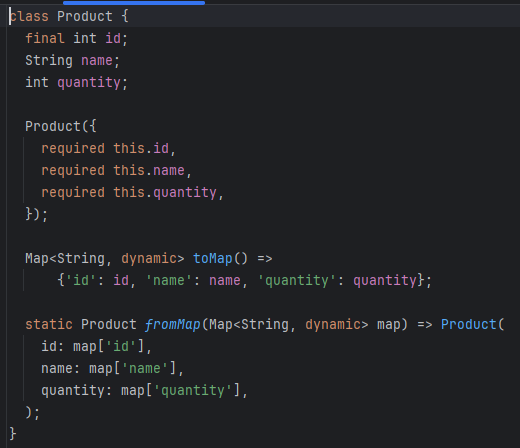 class Product {
  final int id;
  String name;
  int quantity;

  Product({
    required this.id,
    required this.name,
    required this.quantity,
  });

  Map<String, dynamic> toMap() =>
      {'id': id, 'name': name, 'quantity': quantity};

  static Product fromMap(Map<String, dynamic> map) => Product(
    id: map['id'],
    name: map['name'],
    quantity: map['quantity'],
  );
}